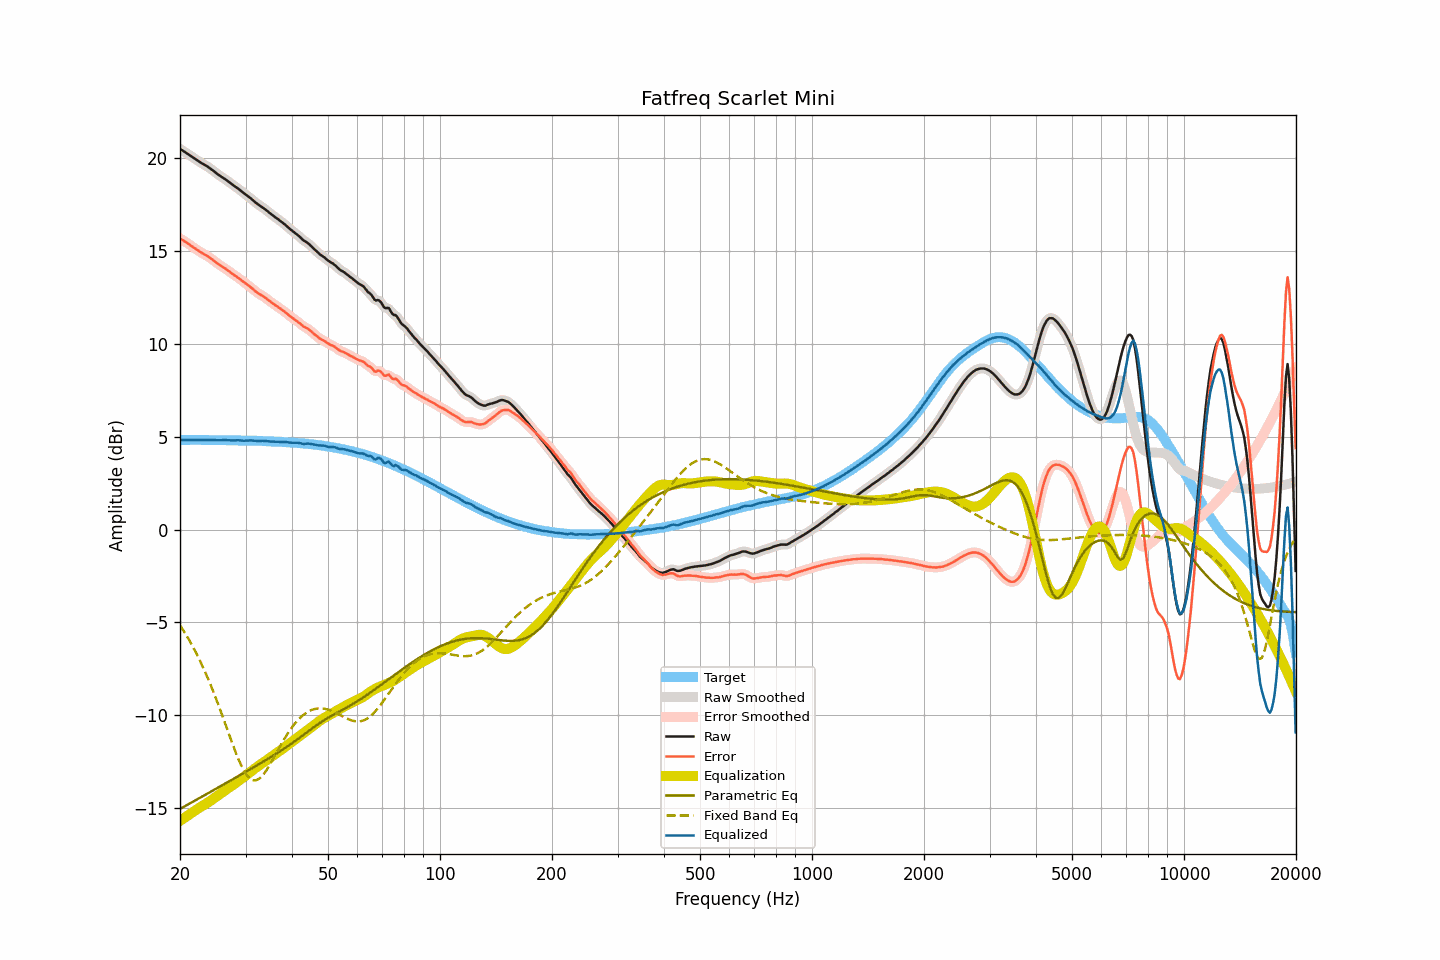 Fatfreq Scarlet Mini
20
15
10
5
0
−5
−10
−15
Amplitude (dBr)
Target
Raw Smoothed
Error Smoothed
Raw
Error
Equalization
Parametric Eq
Fixed Band Eq
Equalized
20 50 100 200 500 1000 2000 5000 10000 20000
Frequency (Hz)